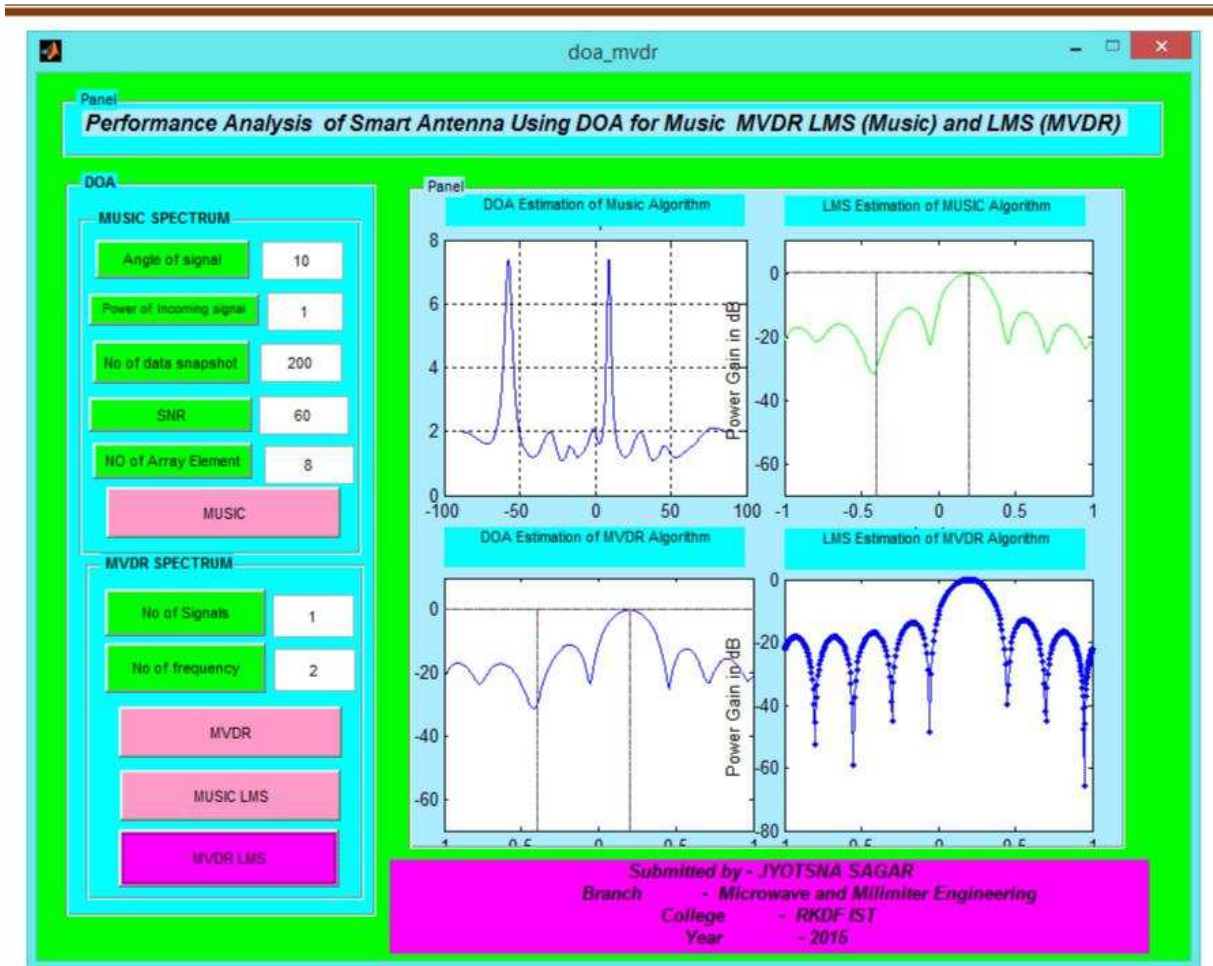 doa_mvdr
Panel
Performance Analysis of Smart Antenna Using DOA for Music MVDR LMS (Music) and LMS (MVDR)
DOA
MUSIC SPECTRUM
Angle of signal 10
Power of Incoming signal 1
No of data snapshot 200
SNR 60
NO of Array Element 8
MUSIC
MVDR SPECTRUM
No of Signals 1
No of frequency 2
MVDR
MUSIC LMS
MVDR LMS
Panel
DOA Estimation of Music Algorithm
8
6
4
2
0
-100 -50 0 50 100
LMS Estimation of MUSIC Algorithm
Power Gain in dB
0
-20
-40
-60
-1 -0.5 0 0.5 1
DOA Estimation of MVDR Algorithm
0
-20
-40
-60
LMS Estimation of MVDR Algorithm
Power Gain in dB
0
-20
-40
-60
-80
Submitted by - JYOTSNA SAGAR
Branch - Microwave and Milimiter Engineering
College - RKDF IST
Year - 2015